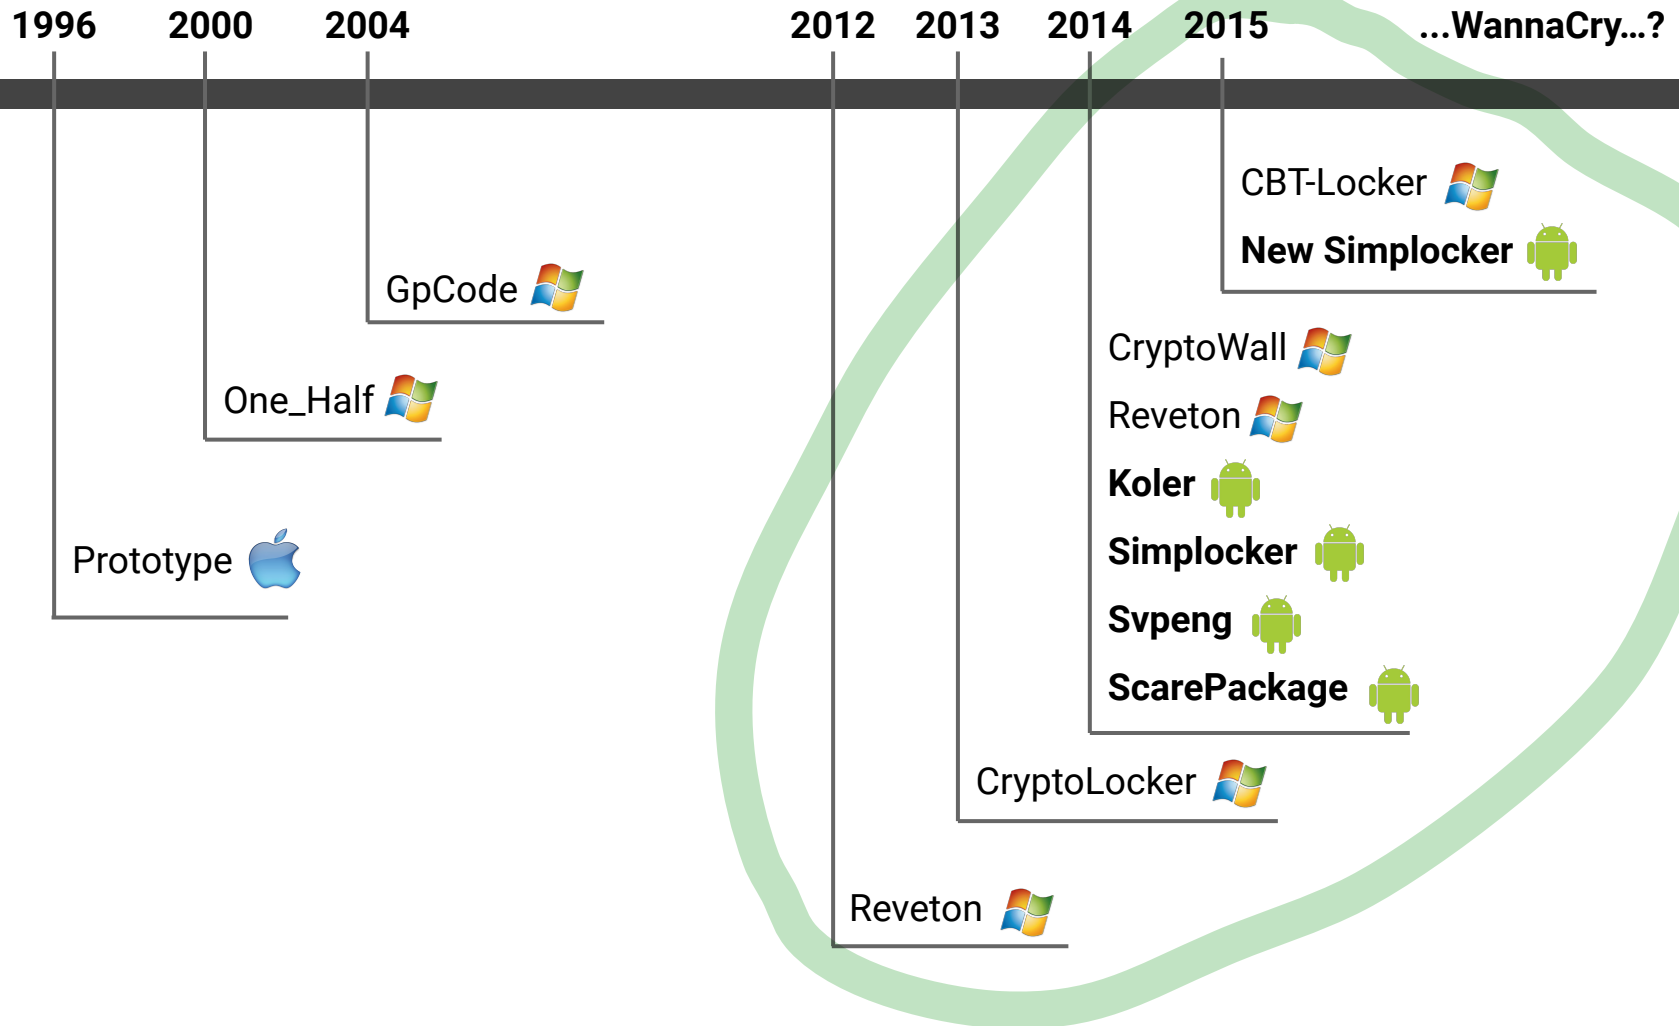 1996 2000 2004 2012 2013 2014 2015 ...WannaCry...?
CBT-Locker
New Simplocker
GpCode
CryptoWall
One_Half
Reveton
Koler
Prototype
Simplocker
Svpeng
ScarePackage
CryptoLocker
Reveton